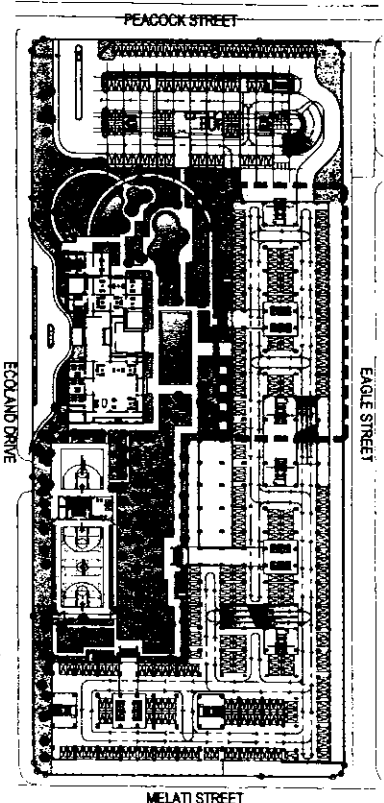 PEACOCK STREET
ECOLAND DRIVE
EAGLE STREET
MELATI STREET